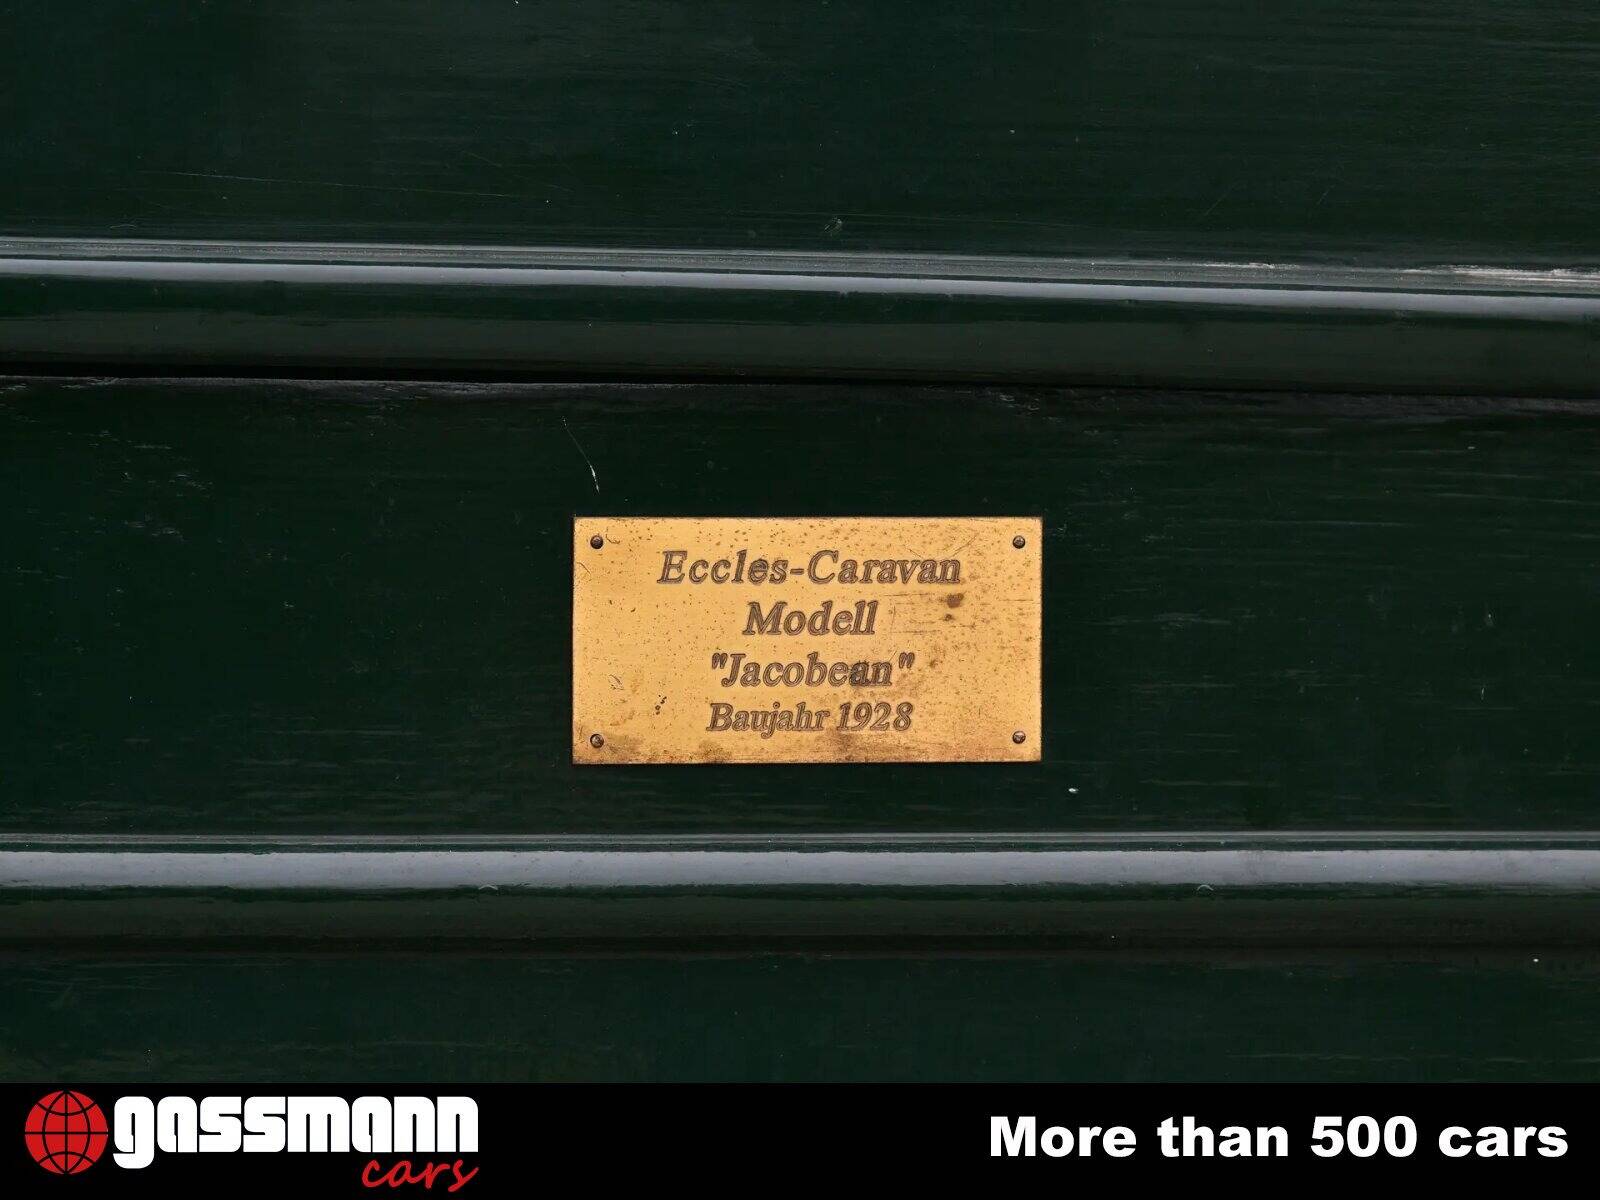 Eccles-Caravan
Modell
"Jacobean"
Baujahr 1928
gassmann
cars
More than 500 cars